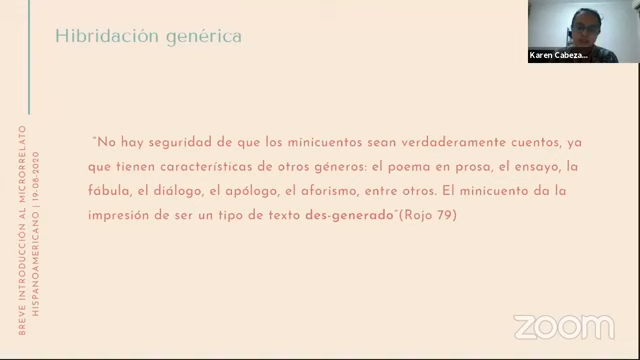 Hibridación genérica
Karen Cabeza...
"No hay seguridad de que los minicuentos sean verdaderamente cuentos, ya
que tienen características de otros géneros: el poema en prosa, el ensayo, la
fábula, el diálogo, el apólogo, el aforismo, entre otros. El minicuento da la
impresión de ser un tipo de texto des-generado"(Rojo 79)
BREVE INTRODUCCIÓN AL MICRORRELATO
HISPANOAMERICANO | 19.08.2020
zoom